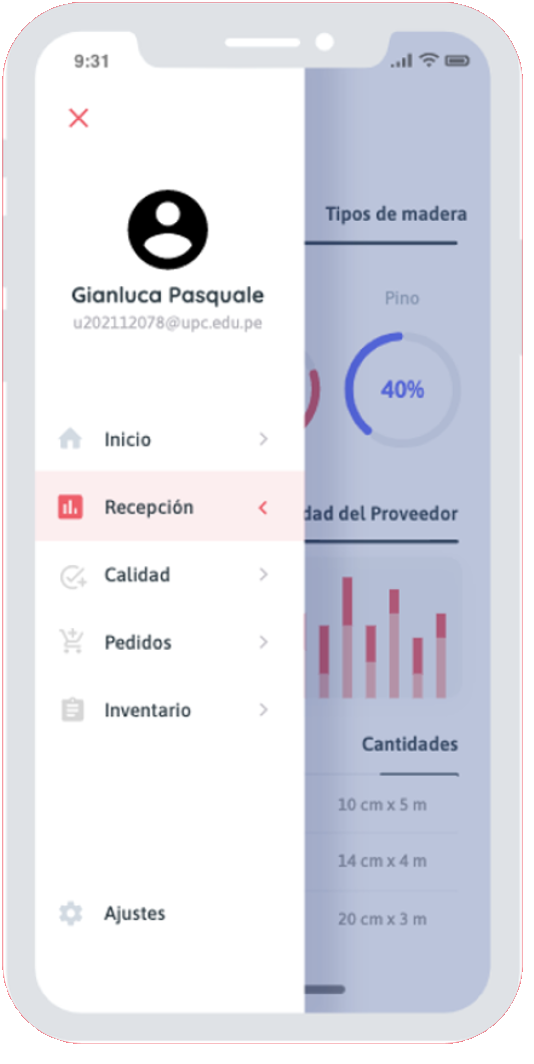 9:31
Gianluca Pasquale
u202112078@upc.edu.pe
Inicio
Recepción
Calidad
Pedidos
Inventario
Ajustes
Tipos de madera
Pino
40%
dad del Proveedor
Cantidades
10 cm x 5 m
14 cm x 4 m
20 cm x 3 m